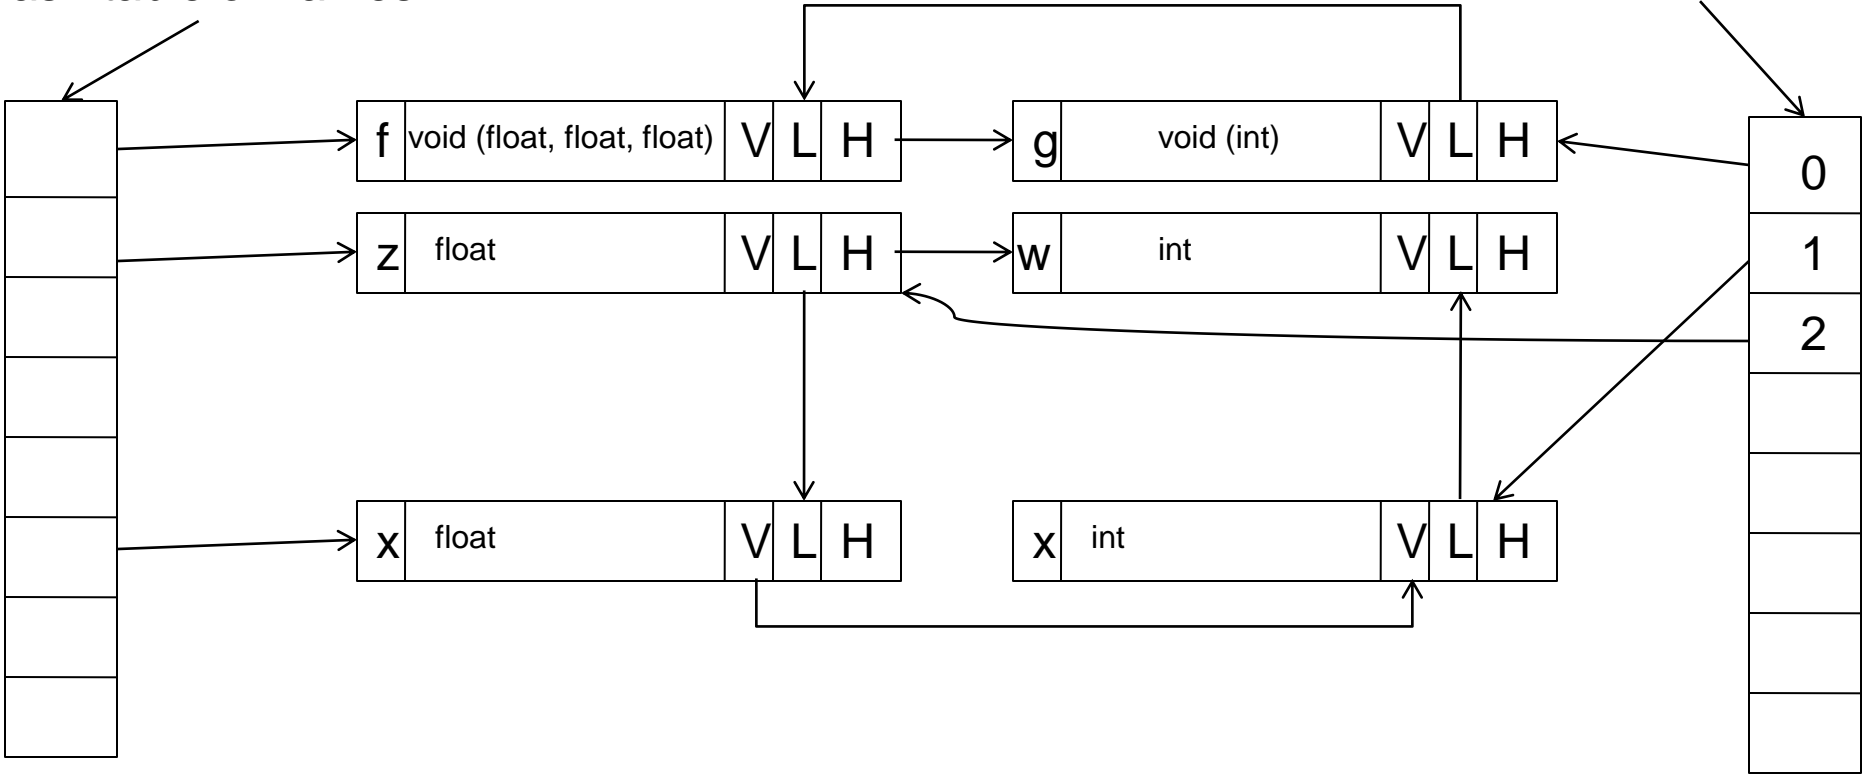 f void (float, float, float) V L H g void (int) V L H 0
z float V L H w int V L H 1
2
x float V L H x int V L H